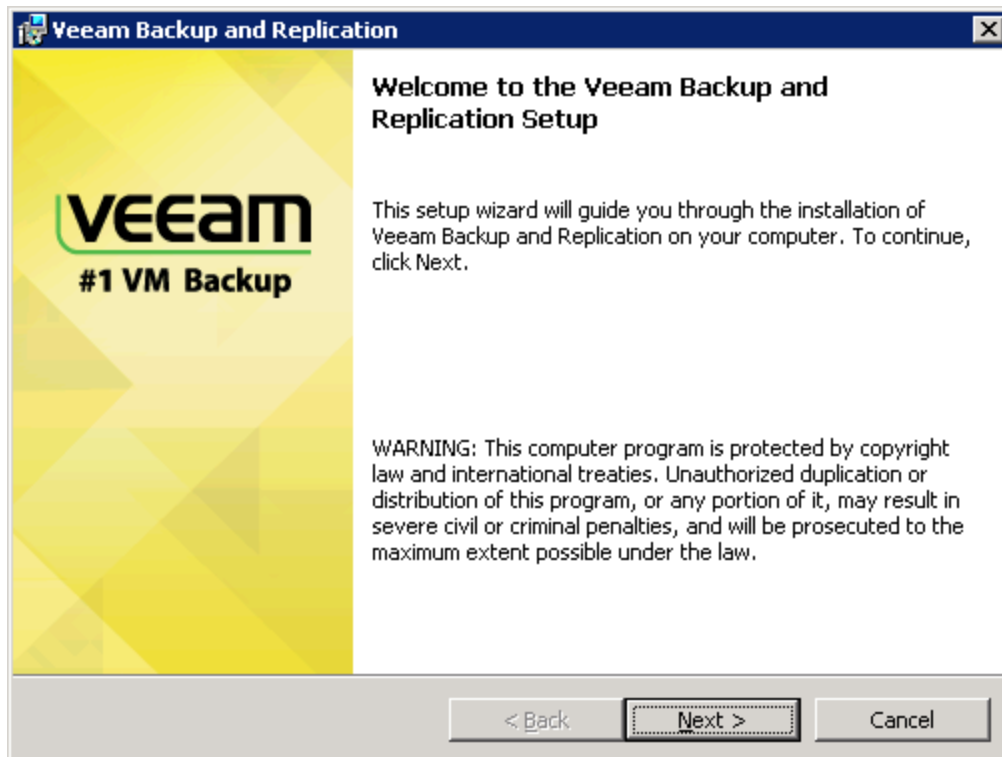 Veeam Backup and Replication
Welcome to the Veeam Backup and
Replication Setup
veeam
#1 VM Backup
This setup wizard will guide you through the installation of
Veeam Backup and Replication on your computer. To continue,
click Next.
WARNING: This computer program is protected by copyright
law and international treaties. Unauthorized duplication or
distribution of this program, or any portion of it, may result in
severe civil or criminal penalties, and will be prosecuted to the
maximum extent possible under the law.
< Back
Next >
Cancel